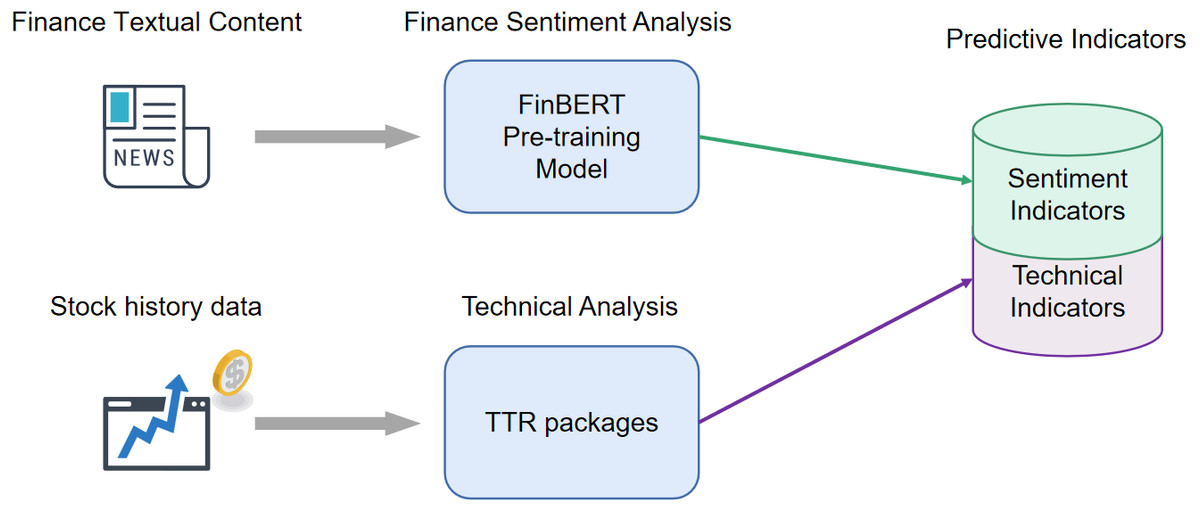 Finance Textual Content
Finance Sentiment Analysis
Predictive Indicators
NEWS
FinBERT
Pre-training
Model
Sentiment
Indicators
Stock history data
Technical Analysis
Technical
Indicators
$
TTR packages